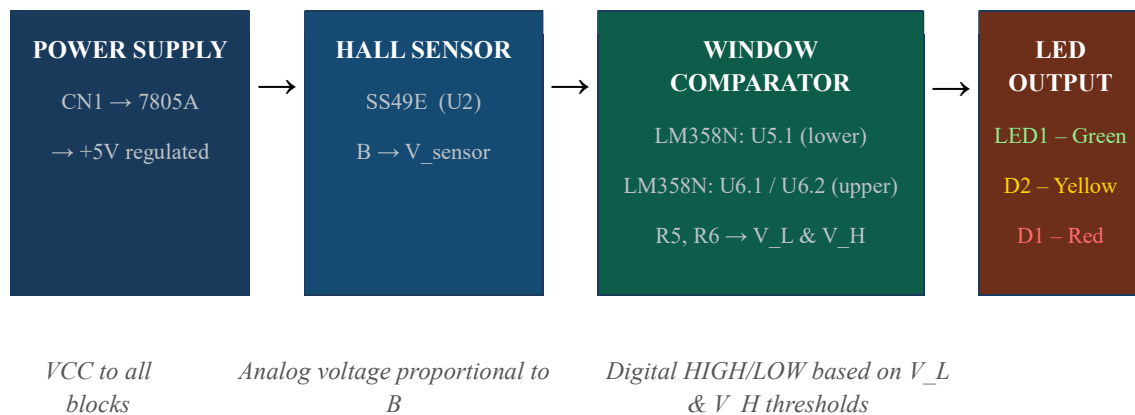 POWER SUPPLY
CN1 → 7805A
→ +5V regulated
HALL SENSOR
SS49E (U2)
B → V_sensor
WINDOW
COMPARATOR
LM358N: U5.1 (lower)
LM358N: U6.1 / U6.2 (upper)
R5, R6 → V_L & V_H
LED
OUTPUT
LED1 – Green
D2 – Yellow
D1 – Red
VCC to all
blocks
Analog voltage proportional to
B
Digital HIGH/LOW based on V_L
& V_H thresholds